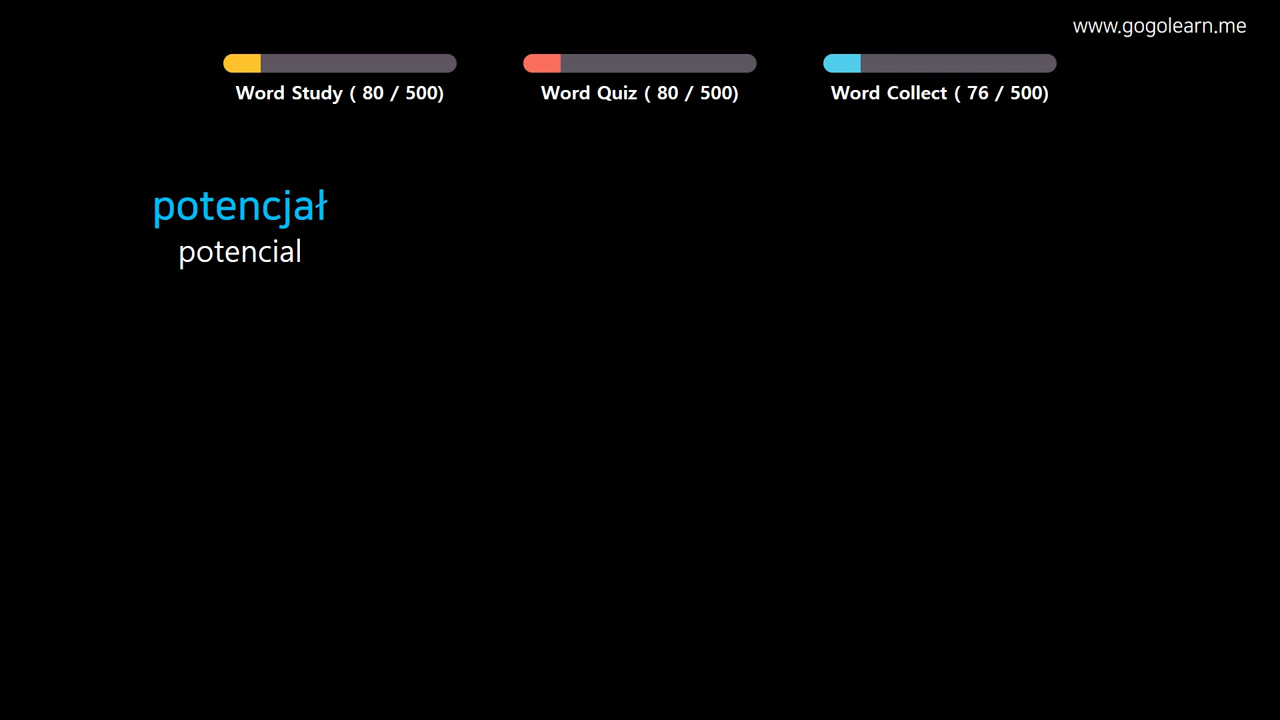 www.gogolearn.me
Word Study ( 80 / 500)
Word Quiz ( 80 / 500)
Word Collect ( 76 / 500)
potencjał
potencial